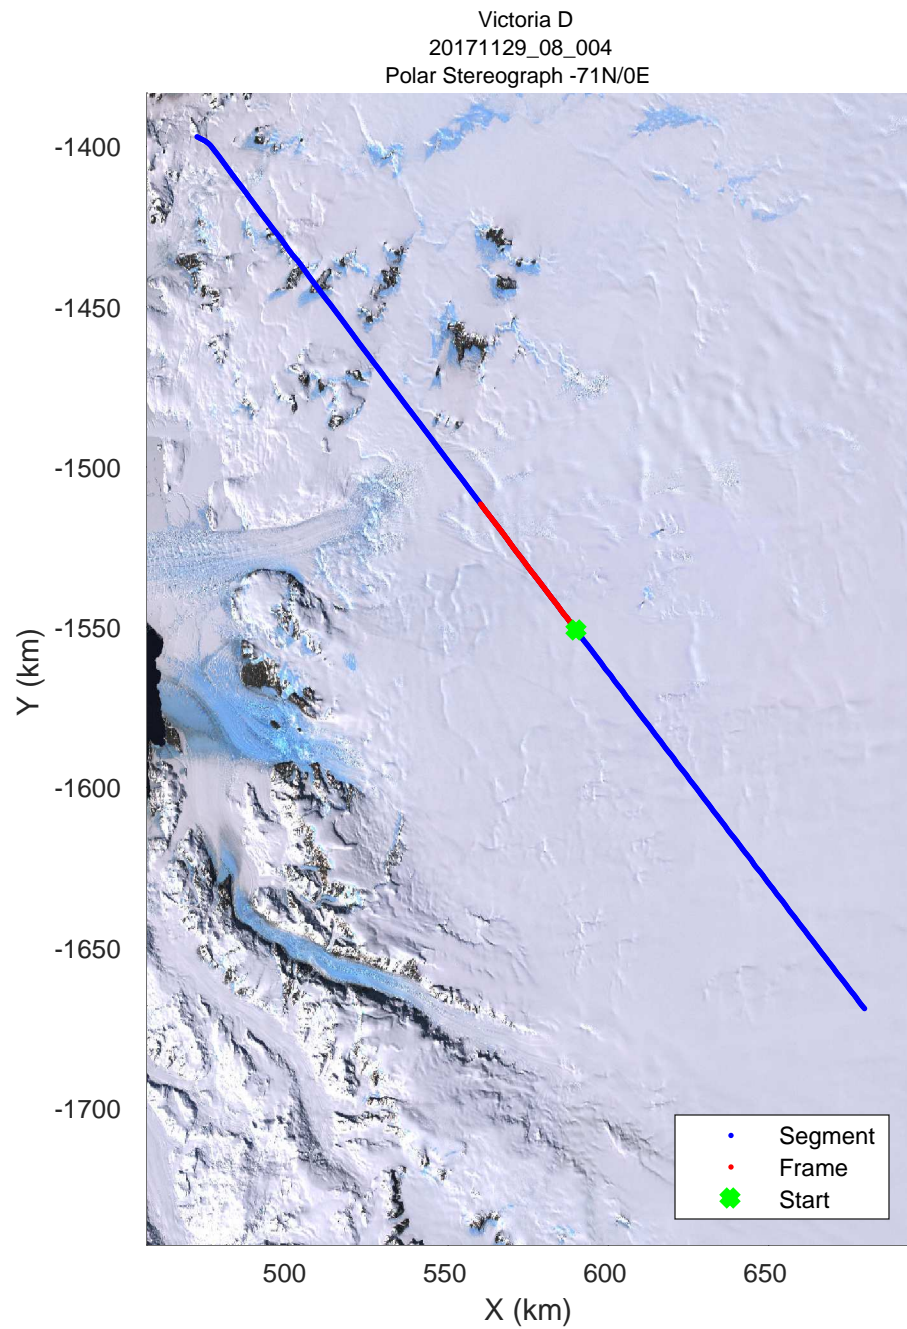 Victoria D
20171129_08_004
Polar Stereograph -71N/0E
-1400
-1450
-1500
-1550
-1600
-1650
-1700
Y (km)
500
550
600
650
X (km)
Segment
Frame
Start